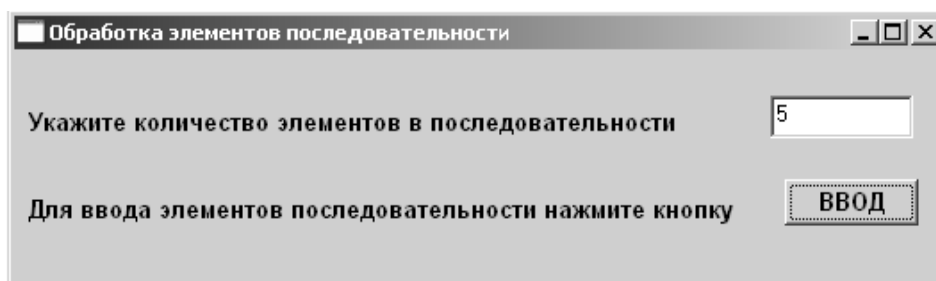 Обработка элементов последовательности
Укажите количество элементов в последовательности
5
Для ввода элементов последовательности нажмите кнопку
ВВОД